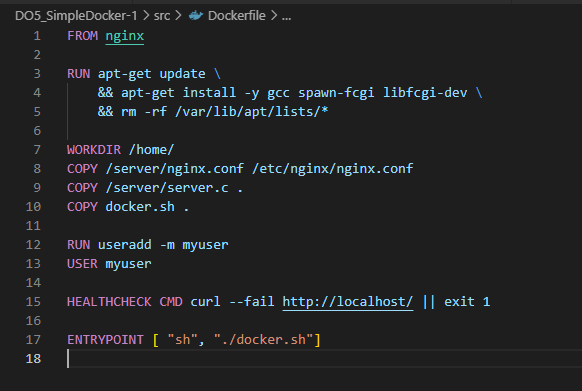 DO5_SimpleDocker-1 > src > Dockerfile > ...
1 FROM nginx
2
3 RUN apt-get update \
4 && apt-get install -y gcc spawn-fcgi libfcgi-dev \
5 && rm -rf /var/lib/apt/lists/*
6
7 WORKDIR /home/
8 COPY /server/nginx.conf /etc/nginx/nginx.conf
9 COPY /server/server.c .
10 COPY docker.sh .
11
12 RUN useradd -m myuser
13 USER myuser
14
15 HEALTHCHECK CMD curl --fail http://localhost/ || exit 1
16
17 ENTRYPOINT [ "sh", "./docker.sh"]
18